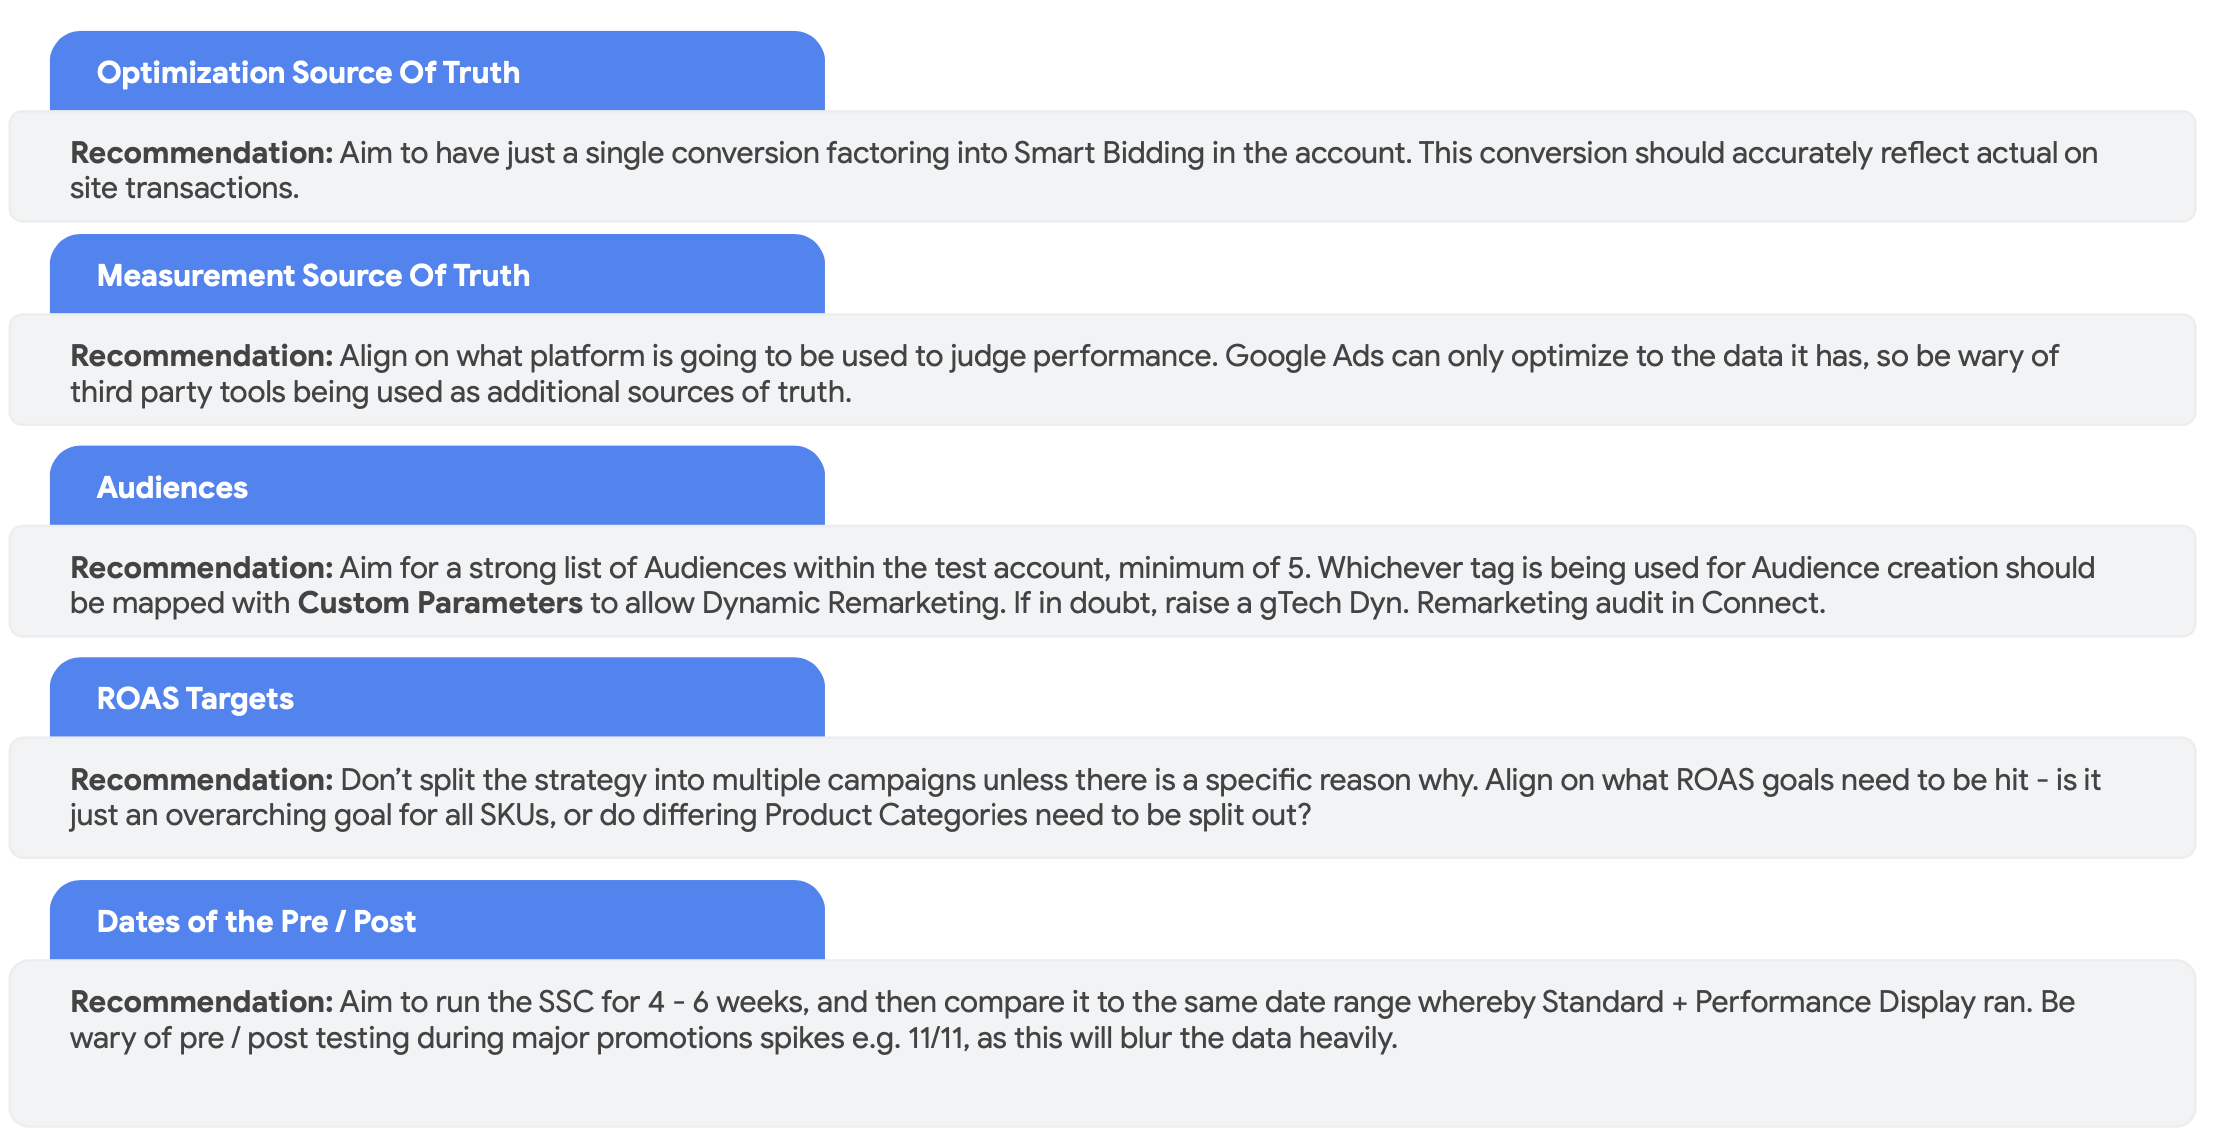 Optimization Source Of Truth
Recommendation: Aim to have just a single conversion factoring into Smart Bidding in the account. This conversion should accurately reflect actual on
site transactions.
Measurement Source Of Truth
Recommendation: Align on what platform is going to be used to judge performance. Google Ads can only optimize to the data it has, so be wary of
third party tools being used as additional sources of truth.
Audiences
Recommendation: Aim for a strong list of Audiences within the test account, minimum of 5. Whichever tag is being used for Audience creation should
be mapped with Custom Parameters to allow Dynamic Remarketing. If in doubt, raise a gTech Dyn. Remarketing audit in Connect.
ROAS Targets
Recommendation: Don’t split the strategy into multiple campaigns unless there is a specific reason why. Align on what ROAS goals need to be hit - is it
just an overarching goal for all SKUs, or do differing Product Categories need to be split out?
Dates of the Pre / Post
Recommendation: Aim to run the SSC for 4 - 6 weeks, and then compare it to the same date range whereby Standard + Performance Display ran. Be
wary of pre / post testing during major promotions spikes e.g. 11/11, as this will blur the data heavily.